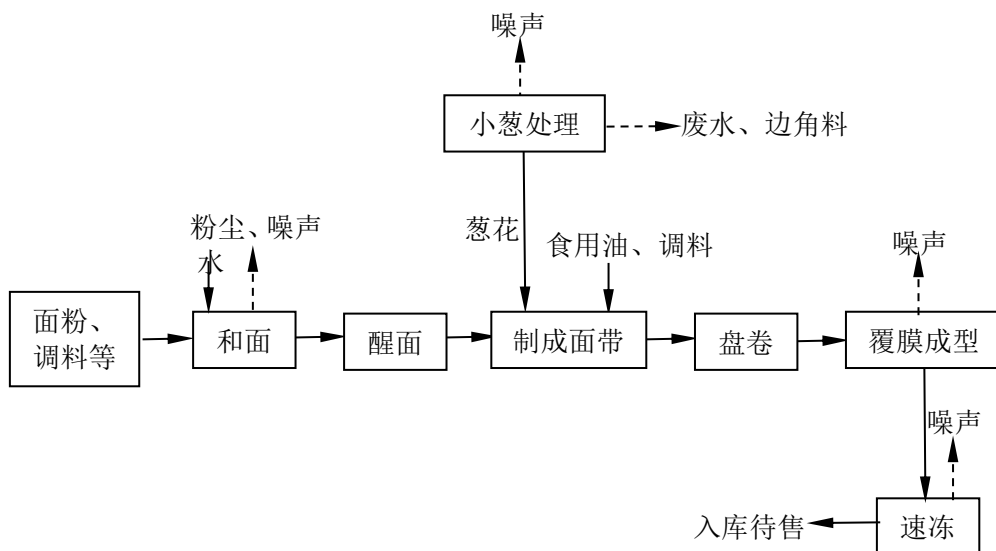 噪声
小葱处理
废水、边角料
粉尘、噪声
水
葱花
食用油、调料
噪声
面粉、
调料等
和面
醒面
制成面带
盘卷
覆膜成型
噪声
入库待售
速冻